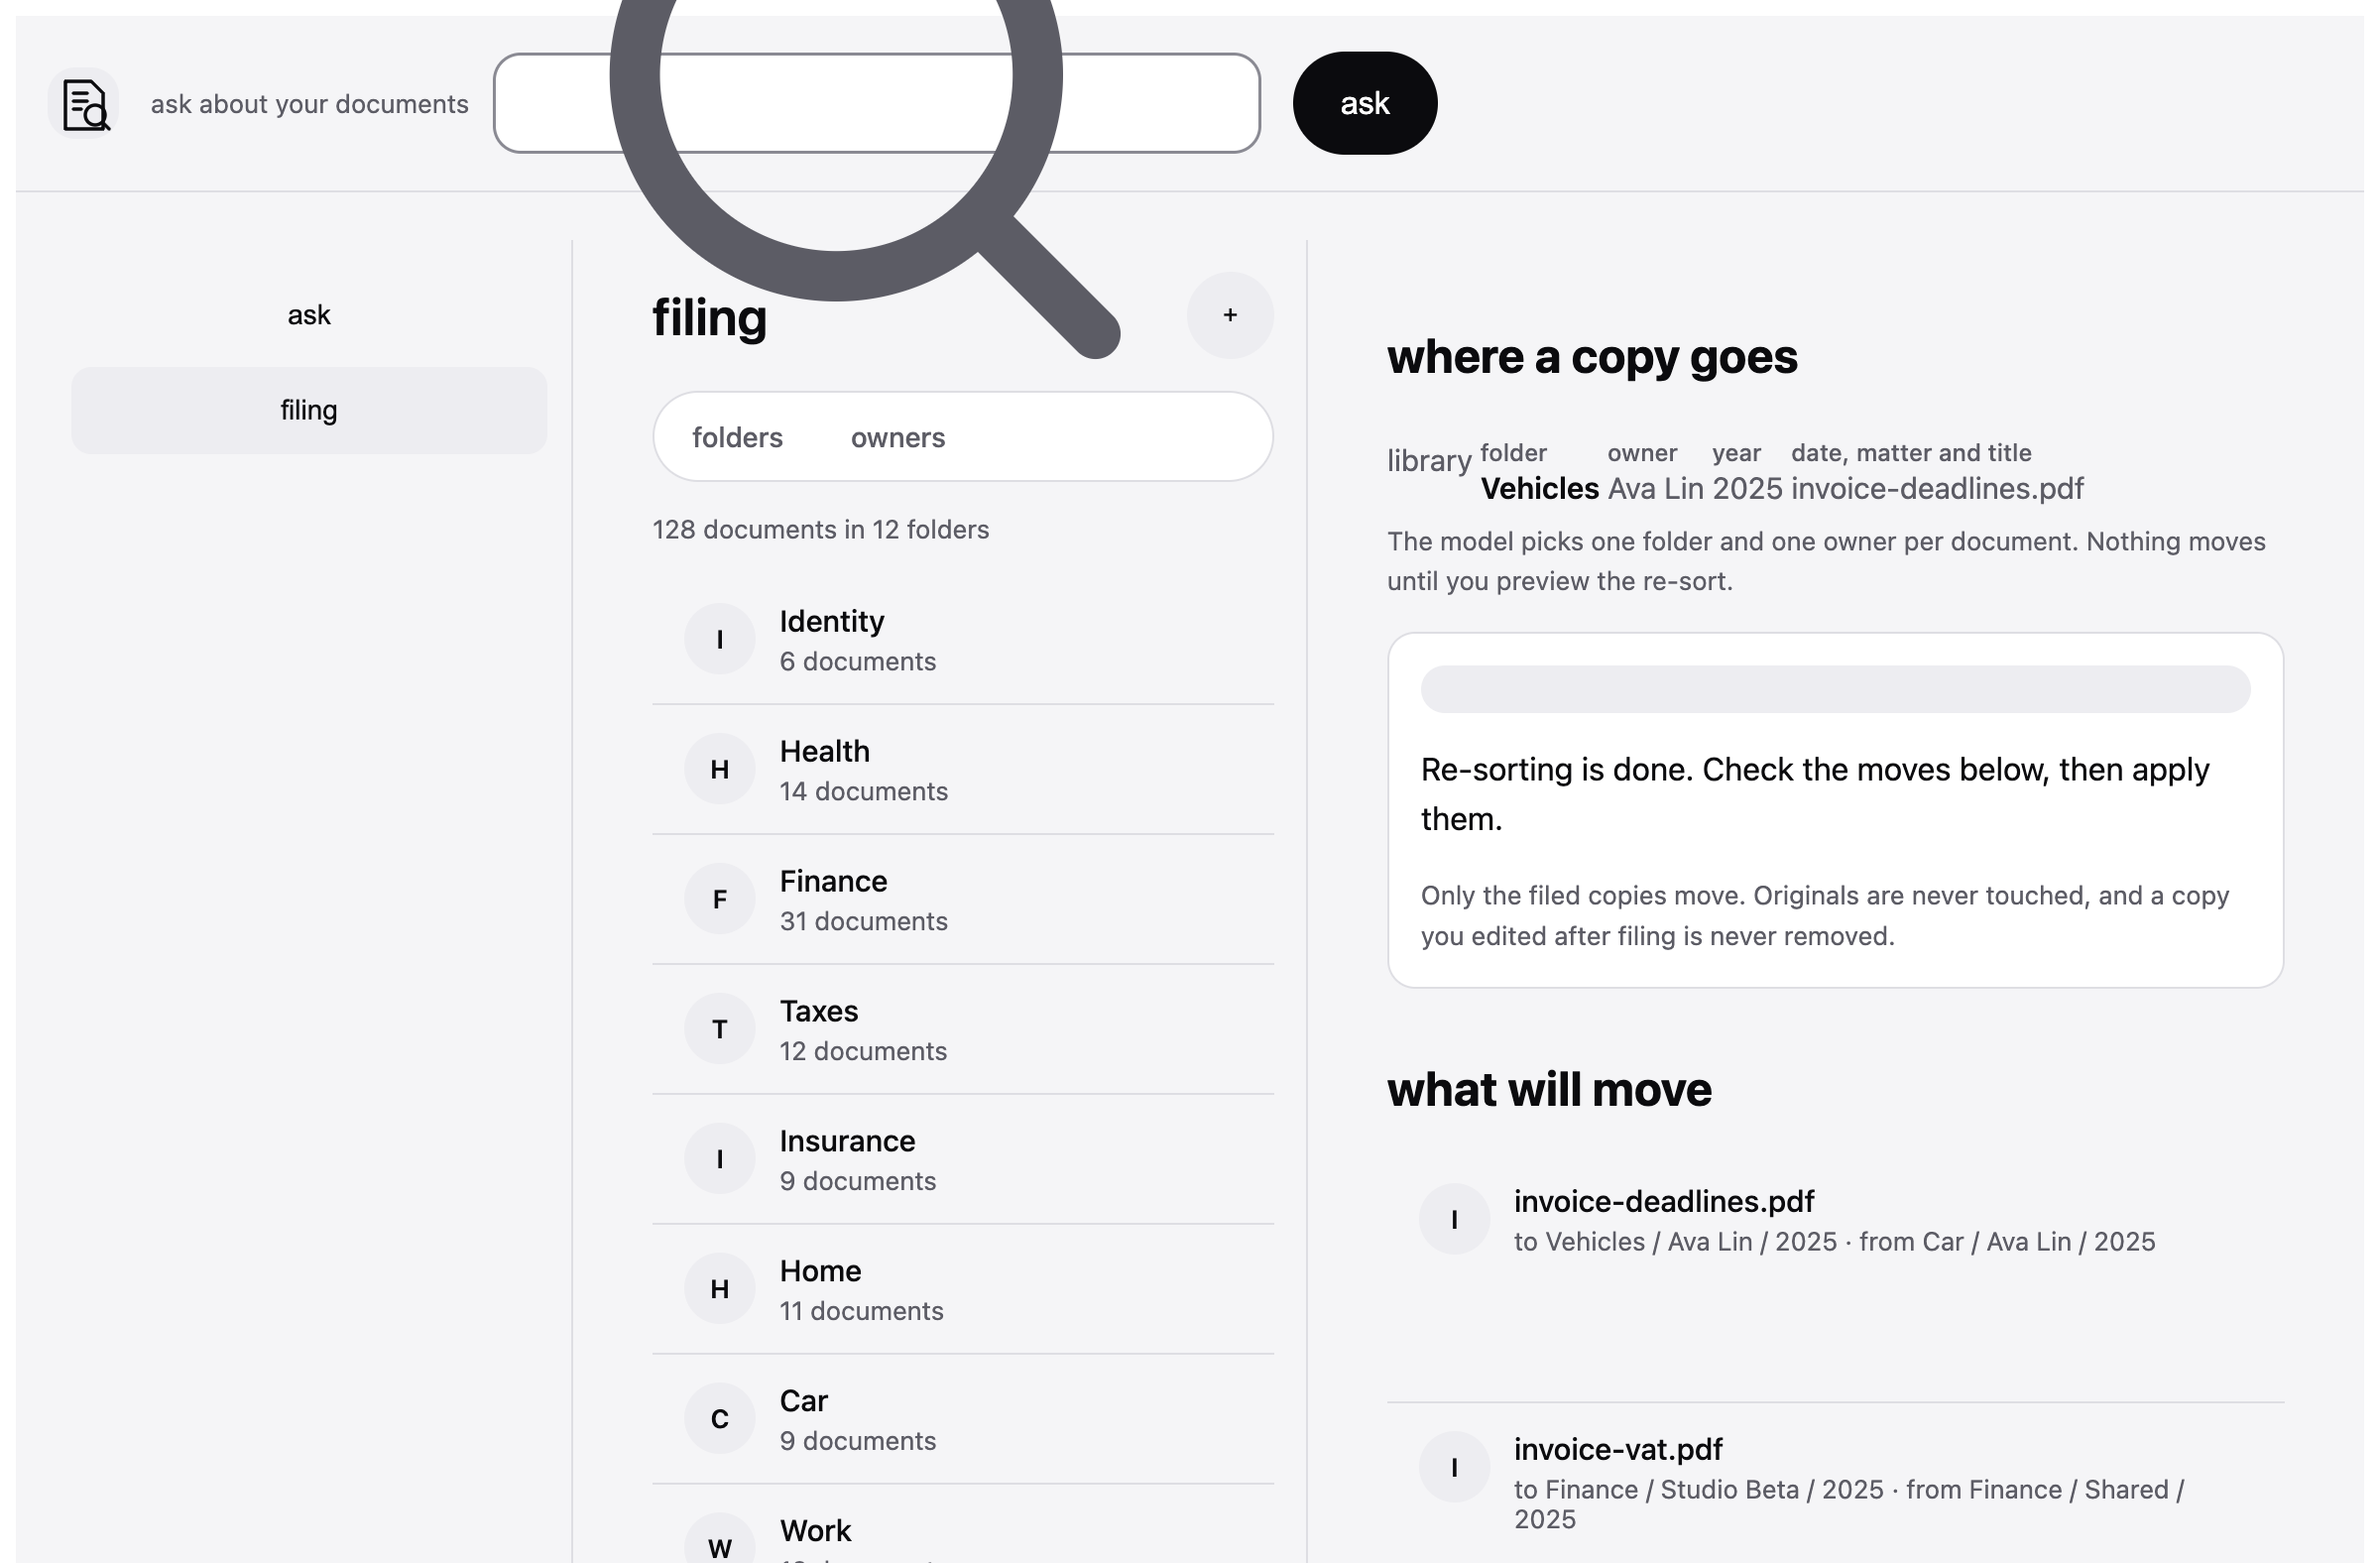 ask about your documents
ask
ask
filing
filing
+
folders owners
128 documents in 12 folders
I
Identity
6 documents
H
Health
14 documents
F
Finance
31 documents
T
Taxes
12 documents
I
Insurance
9 documents
H
Home
11 documents
C
Car
9 documents
W
Work
where a copy goes
library
folder owner year date, matter and title
Vehicles Ava Lin 2025 invoice-deadlines.pdf
The model picks one folder and one owner per document. Nothing moves
until you preview the re-sort.
Re-sorting is done. Check the moves below, then apply
them.
Only the filed copies move. Originals are never touched, and a copy
you edited after filing is never removed.
what will move
I
invoice-deadlines.pdf
to Vehicles / Ava Lin / 2025 · from Car / Ava Lin / 2025
I
invoice-vat.pdf
to Finance / Studio Beta / 2025 · from Finance / Shared /
2025